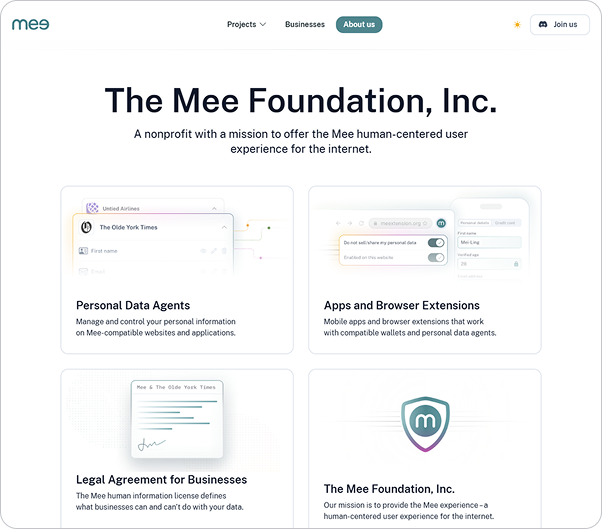 mee
Projects
Businesses
About us
Join us
The Mee Foundation, Inc.
A nonprofit with a mission to offer the Mee human-centered user
experience for the internet.
Untied Airlines
The Olde York Times
First name
Email
meeextension.org
m
Do not sell/share my personal data
Enabled on this website
Personal Agents
Credit Card
First name
Mei-Ling
Verified age
26
Personal Data Agents
Manage and control your personal information
on Mee-compatible websites and applications.
Apps and Browser Extensions
Mobile apps and browser extensions that work
with compatible wallets and personal data agents.
Mee & The Olde York Times
Legal Agreement for Businesses
The Mee human information license defines
what businesses can and can't do with your data.
m
The Mee Foundation, Inc.
Our mission is to provide the Mee experience – a
human-centered user experience for the internet.